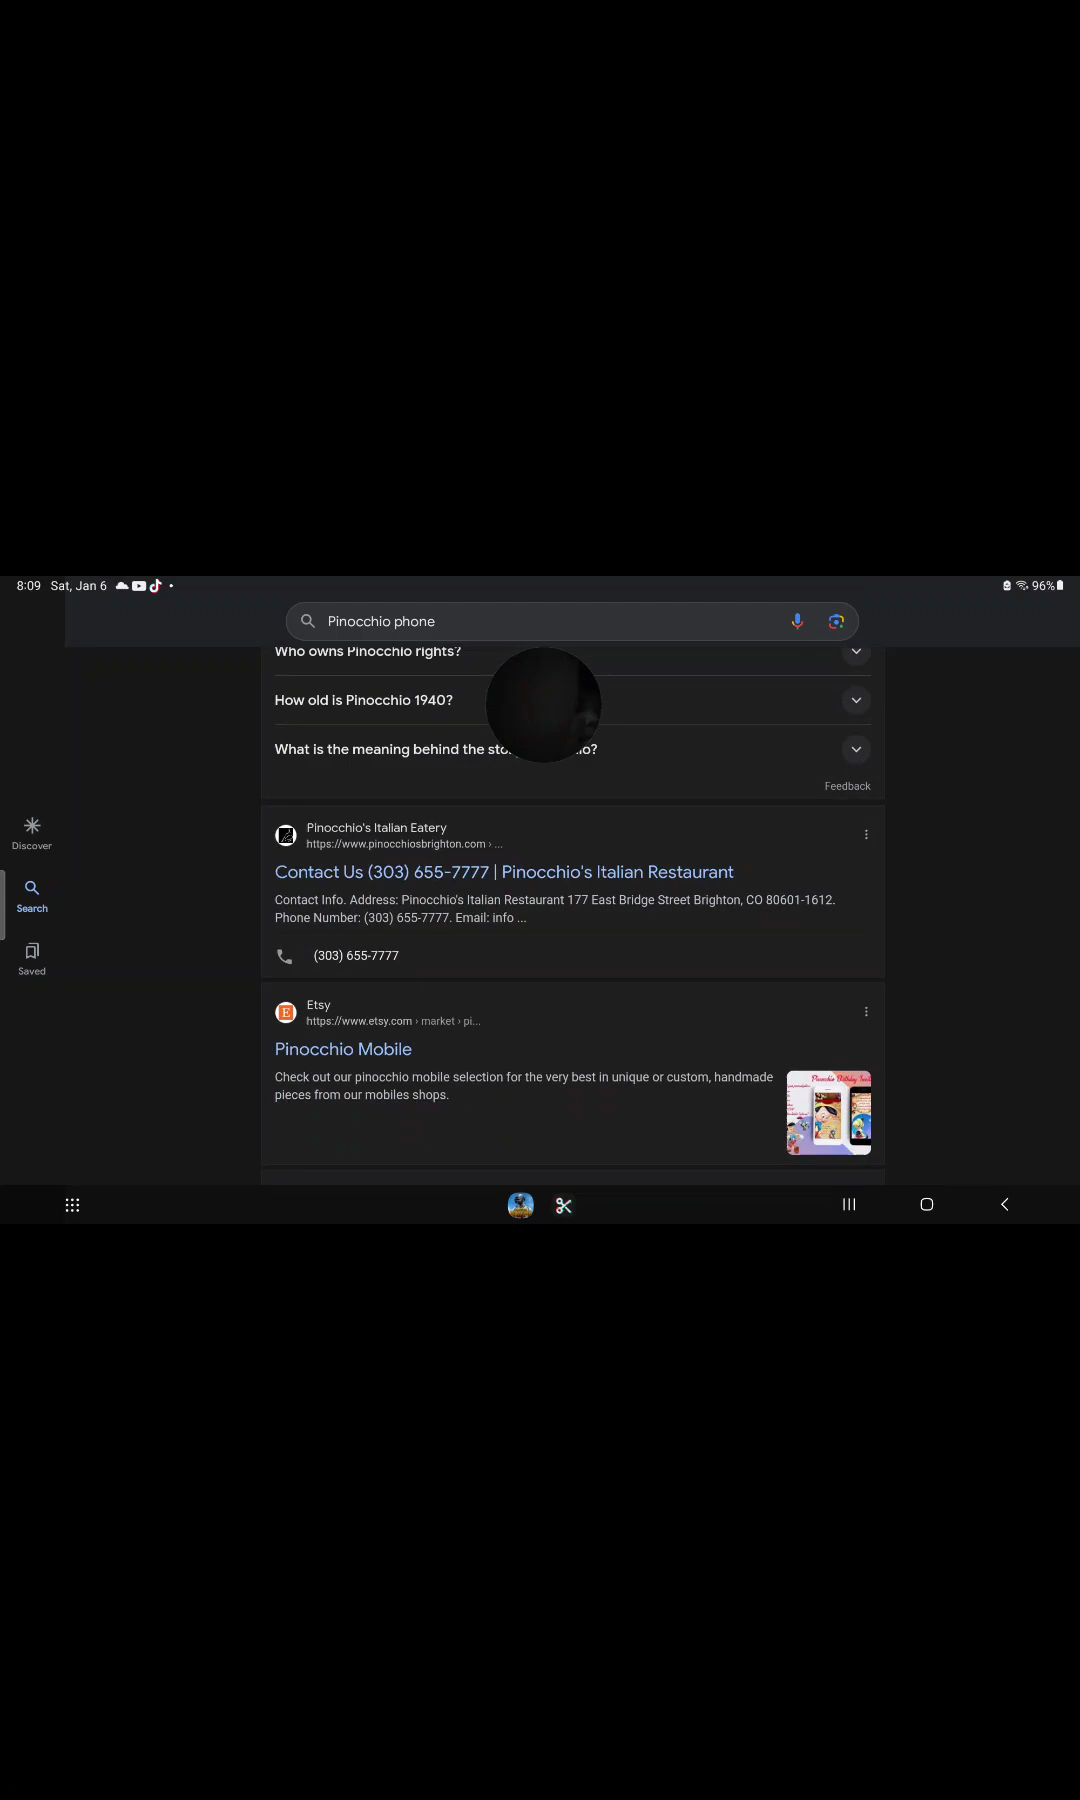 8:09 Sat, Jan 6
96%
Pinocchio phone
Who owns Pinocchio rights?
How old is Pinocchio 1940?
What is the meaning behind the
Feedback
Discover
Search
Saved
Pinocchio's Italian Eatery
https://www.pinocchiosbrighton.com › ...
Contact Us (303) 655-7777 | Pinocchio's Italian Restaurant
Contact Info. Address: Pinocchio's Italian Restaurant 177 East Bridge Street Brighton, CO 80601-1612.
Phone Number: (303) 655-7777. Email: info ...
(303) 655-7777
Etsy
https://www.etsy.com › market › pi...
Pinocchio Mobile
Check out our pinocchio mobile selection for the very best in unique or custom, handmade
pieces from our mobiles shops.
Pinocchio Birthday